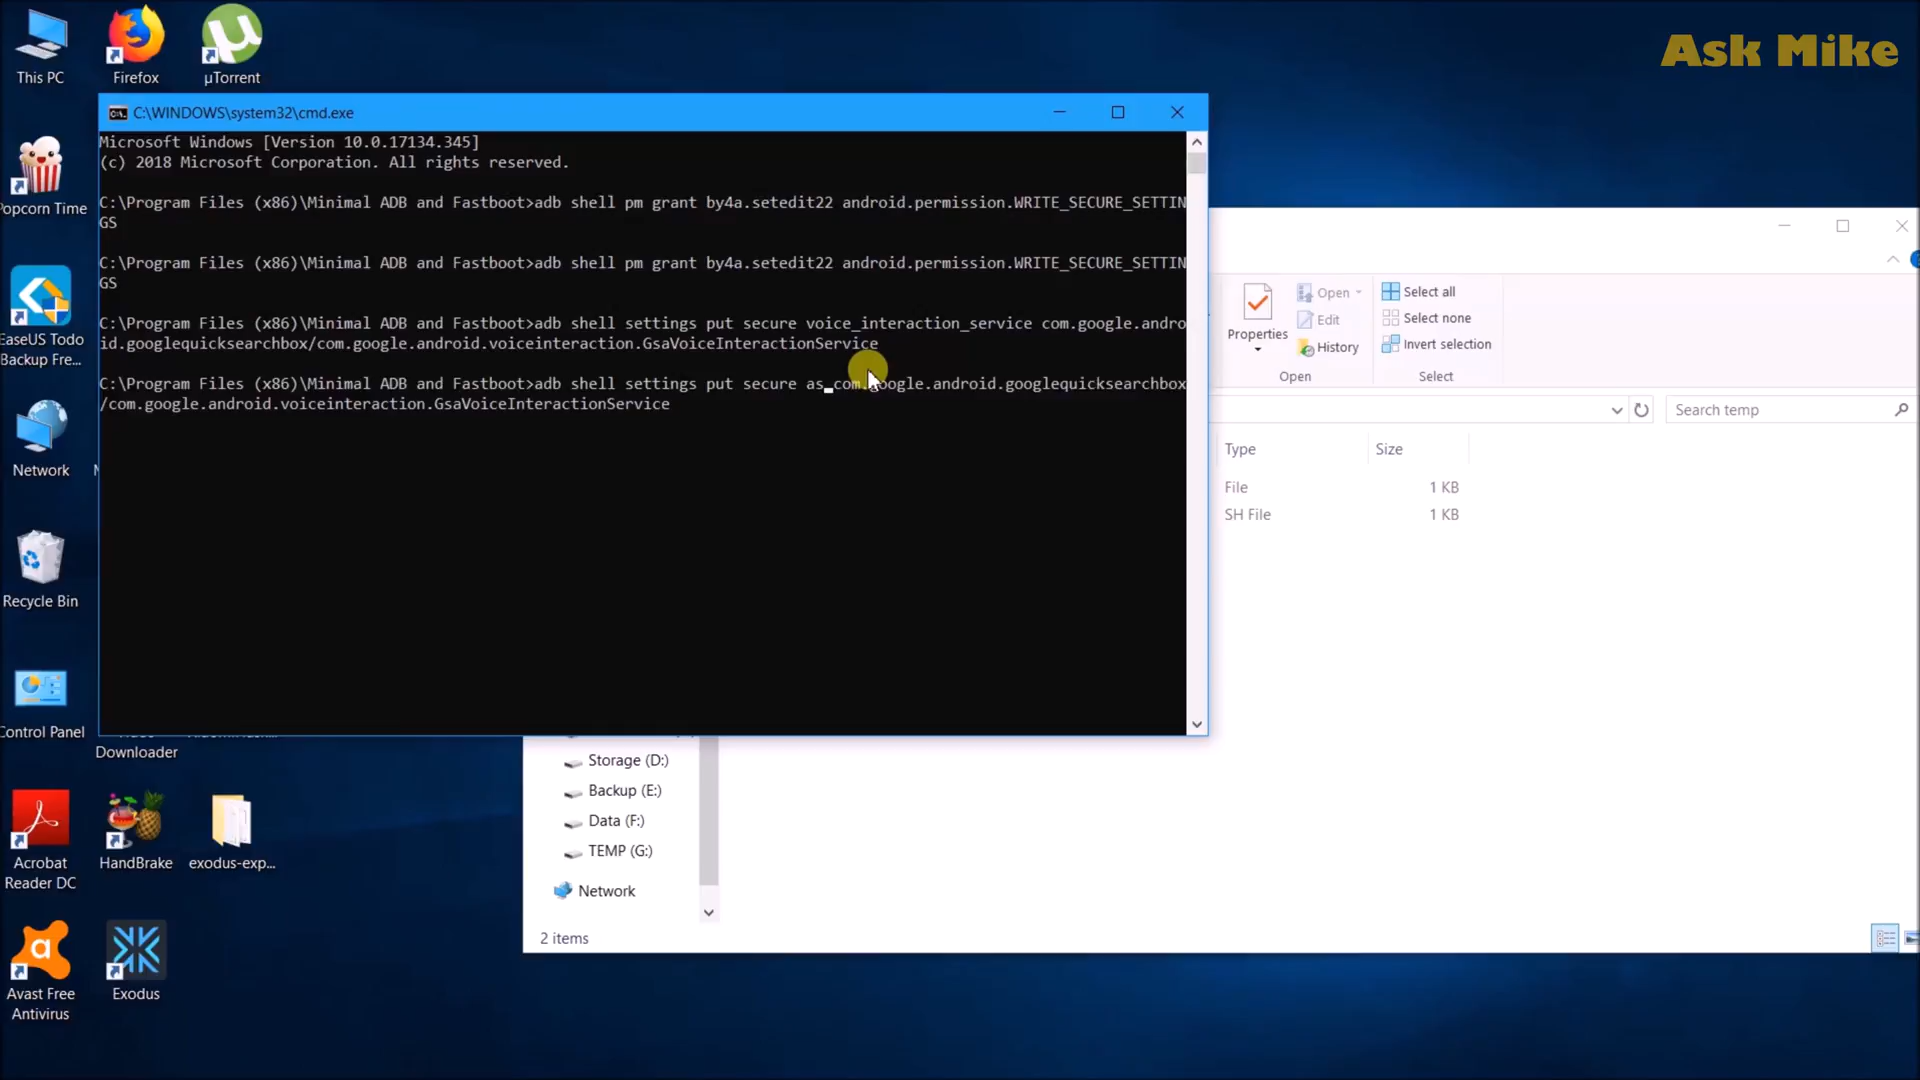 Ask Mike
This PC
Firefox
µTorrent
C:\WINDOWS\system32\cmd.exe
Microsoft Windows [Version 10.0.17134.345]
(c) 2018 Microsoft Corporation. All rights reserved.
C:\Program Files (x86)\Minimal ADB and Fastboot>adb shell pm grant by4a.setedit22 android.permission.WRITE_SECURE_SETTIN
GS
C:\Program Files (x86)\Minimal ADB and Fastboot>adb shell pm grant by4a.setedit22 android.permission.WRITE_SECURE_SETTIN
GS
C:\Program Files (x86)\Minimal ADB and Fastboot>adb shell settings put secure voice_interaction_service com.google.andro
id.googlequicksearchbox/com.google.android.voiceinteraction.GsaVoiceInteractionService
C:\Program Files (x86)\Minimal ADB and Fastboot>adb shell settings put secure as com.google.android.googlequicksearchbox
/com.google.android.voiceinteraction.GsaVoiceInteractionService
Popcorn Time
EaseUS Todo
Backup Fre...
Network
Recycle Bin
Control Panel
Downloader
Acrobat
Reader DC
HandBrake
exodus-exp...
Avast Free
Antivirus
Exodus
Properties
Open
Edit
History
Open
Select all
Select none
Invert selection
Select
Search temp
Type
Size
File
1 KB
SH File
1 KB
Storage (D:)
Backup (E:)
Data (F:)
TEMP (G:)
Network
2 items